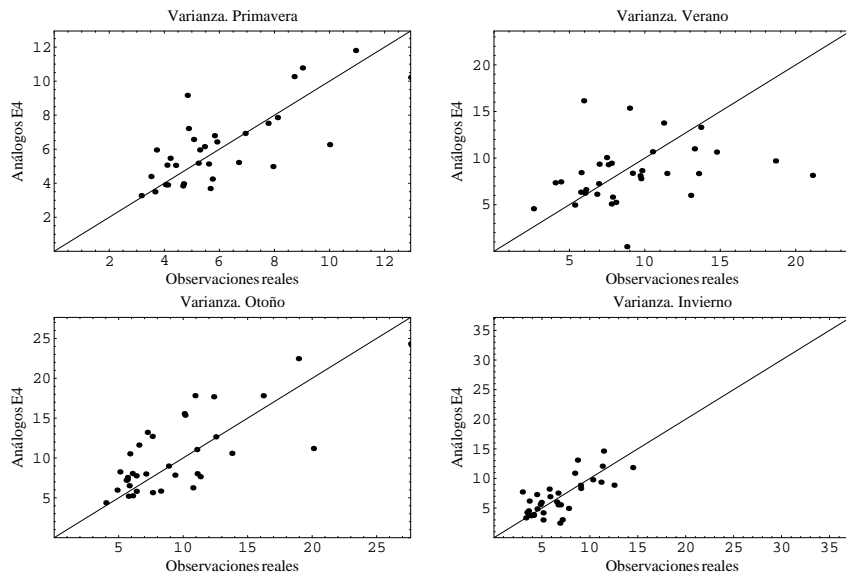 Varianza. Primavera
Análogos E4
12
10
8
6
4
2
2 4 6 8 10 12
Observaciones reales
Varianza. Verano
Análogos E4
20
15
10
5
5 10 15 20
Observaciones reales
Varianza. Otoño
Análogos E4
25
20
15
10
5
5 10 15 20 25
Observaciones reales
Varianza. Invierno
Análogos E4
35
30
25
20
15
10
5
5 10 15 20 25 30 35
Observaciones reales